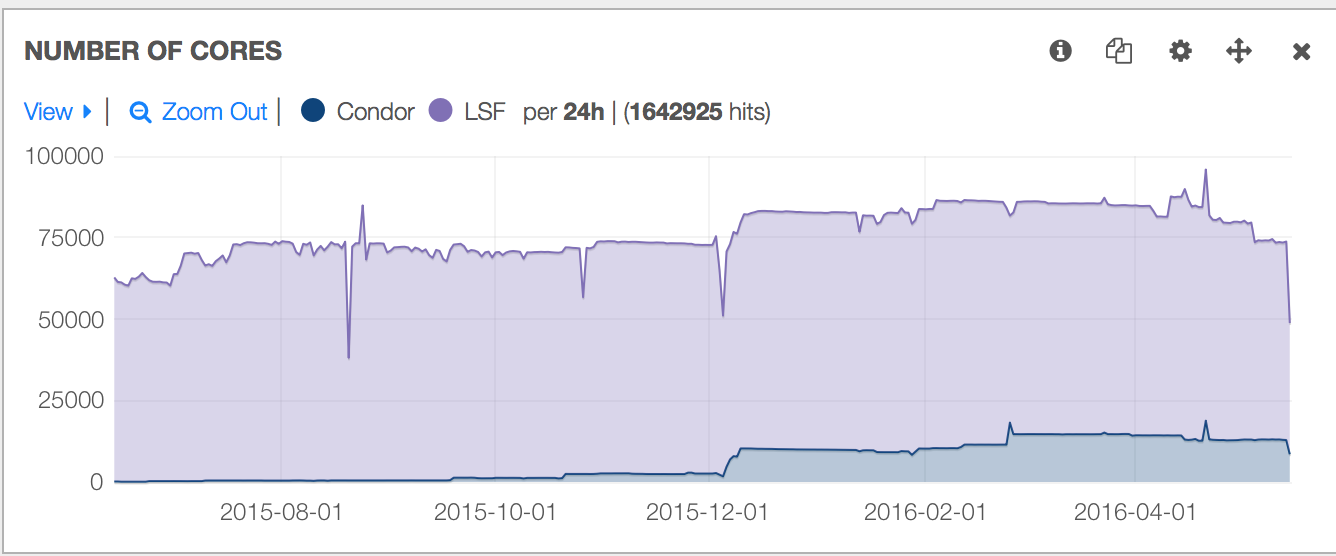 NUMBER OF CORES
View | Zoom Out | Condor LSF per 24h | (1642925 hits)
100000
75000
50000
25000
0
2015-08-01 2015-10-01 2015-12-01 2016-02-01 2016-04-01